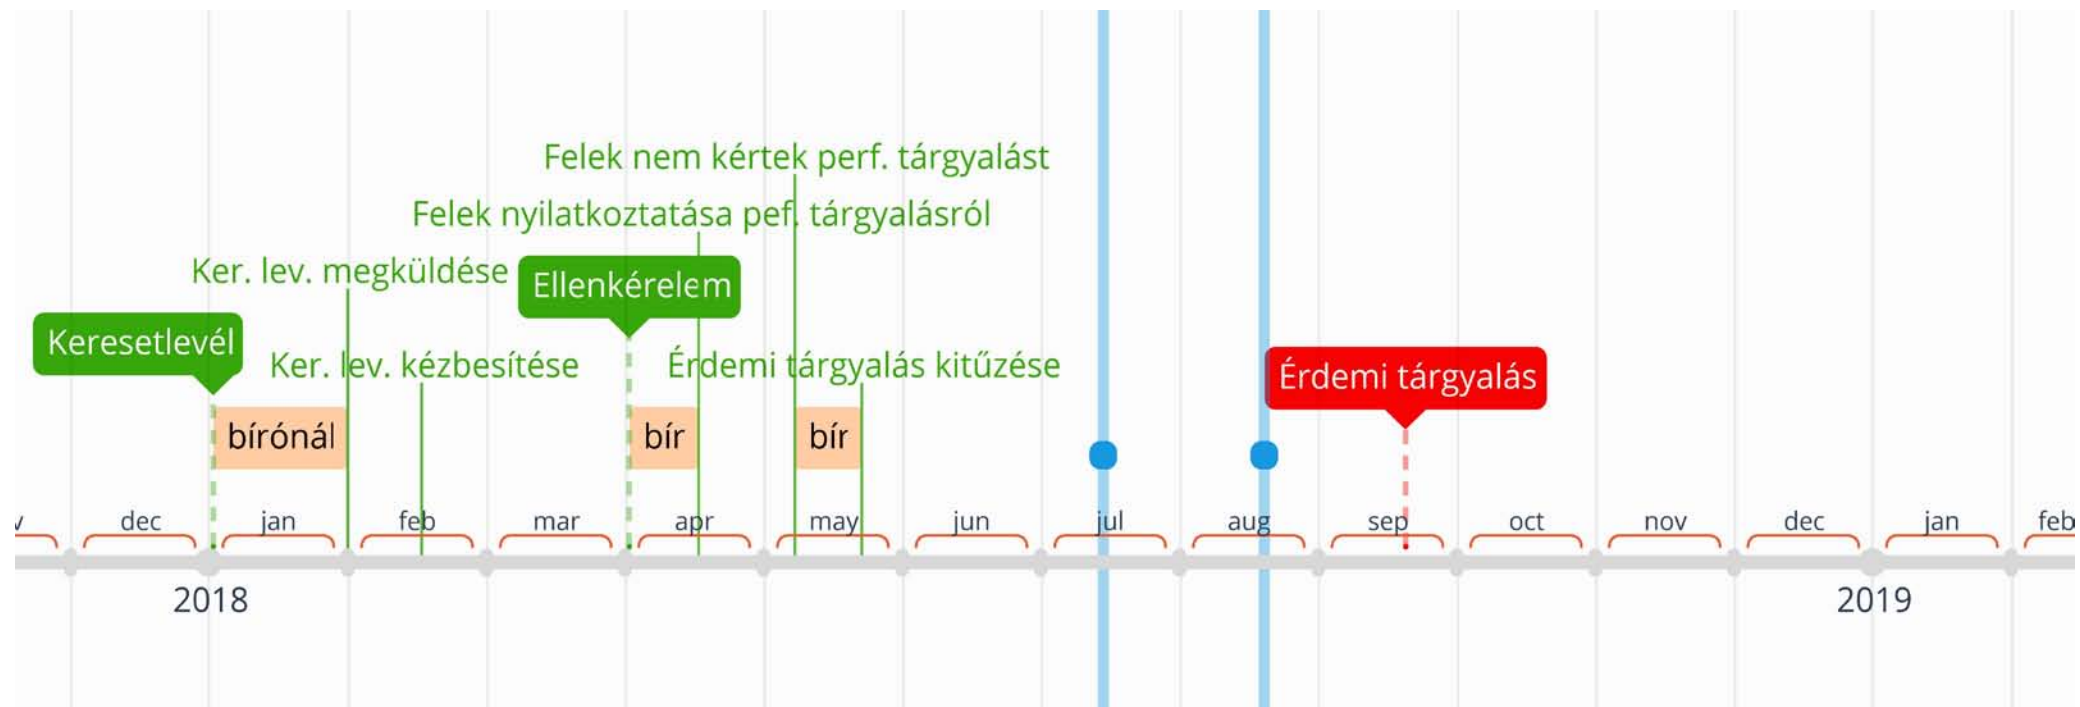 Felek nem kértek perf. tárgyalást
Felek nyilatkoztatása pef. tárgyalásról
Ker. lev. megküldése
Ellenkérelem
Keresetlevél
Ker. lev. kézbesítése
Érdemi tárgyalás kitűzése
Érdemi tárgyalás
bírónál
bír
bír
v dec jan feb mar apr may jun jul aug sep oct nov dec jan feb
2018 2019